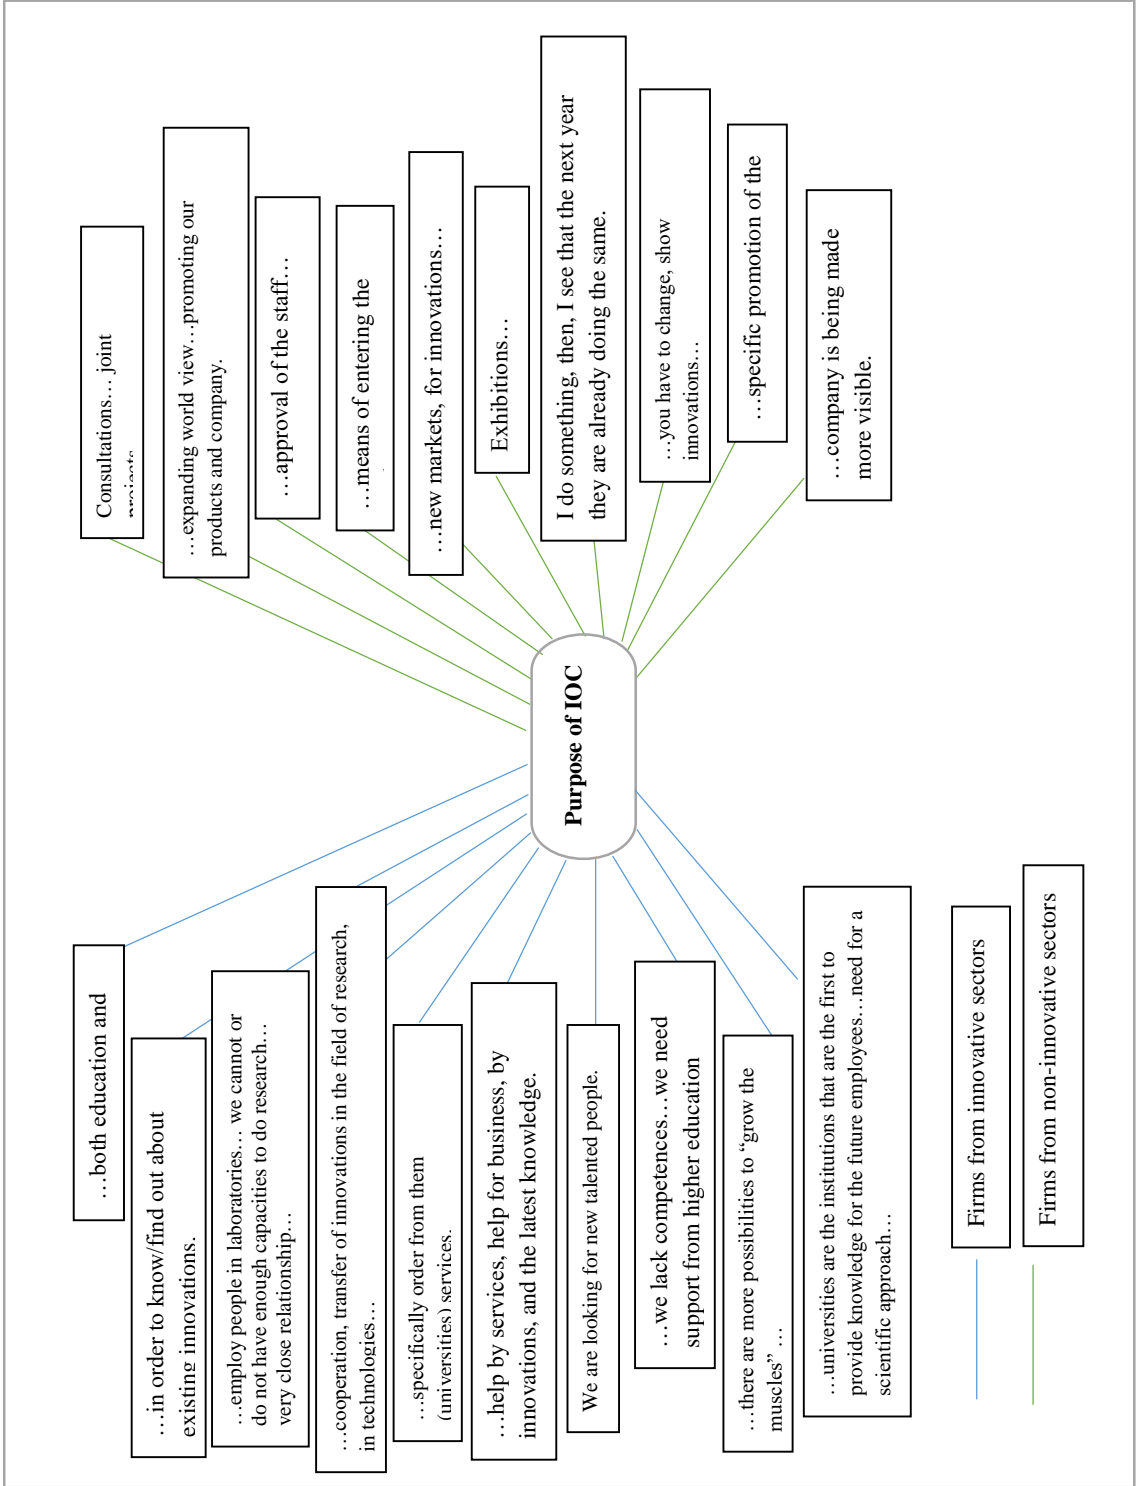 …both education and
…in order to know/find out about
existing innovations.
…employ people in laboratories… we cannot or
do not have enough capacities to do research…
very close relationship…
…cooperation, transfer of innovations in the field of research,
in technologies…
…specifically order from them
(universities) services.
…help by services, help for business, by
innovations, and the latest knowledge.
We are looking for new talented people.
…we lack competences…we need
support from higher education
…there are more possibilities to “grow the
muscles” …
…universities are the institutions that are the first to
provide knowledge for the future employees…need for a
scientific approach…
Purpose of IOC
Consultations… joint
projects
…expanding world view…promoting our
products and company.
…approval of the staff…
…means of entering the
…new markets, for innovations…
Exhibitions…
I do something, then, I see that the next year
they are already doing the same.
…you have to change, show
innovations…
…specific promotion of the
…company is being made
more visible.
Firms from innovative sectors
Firms from non-innovative sectors